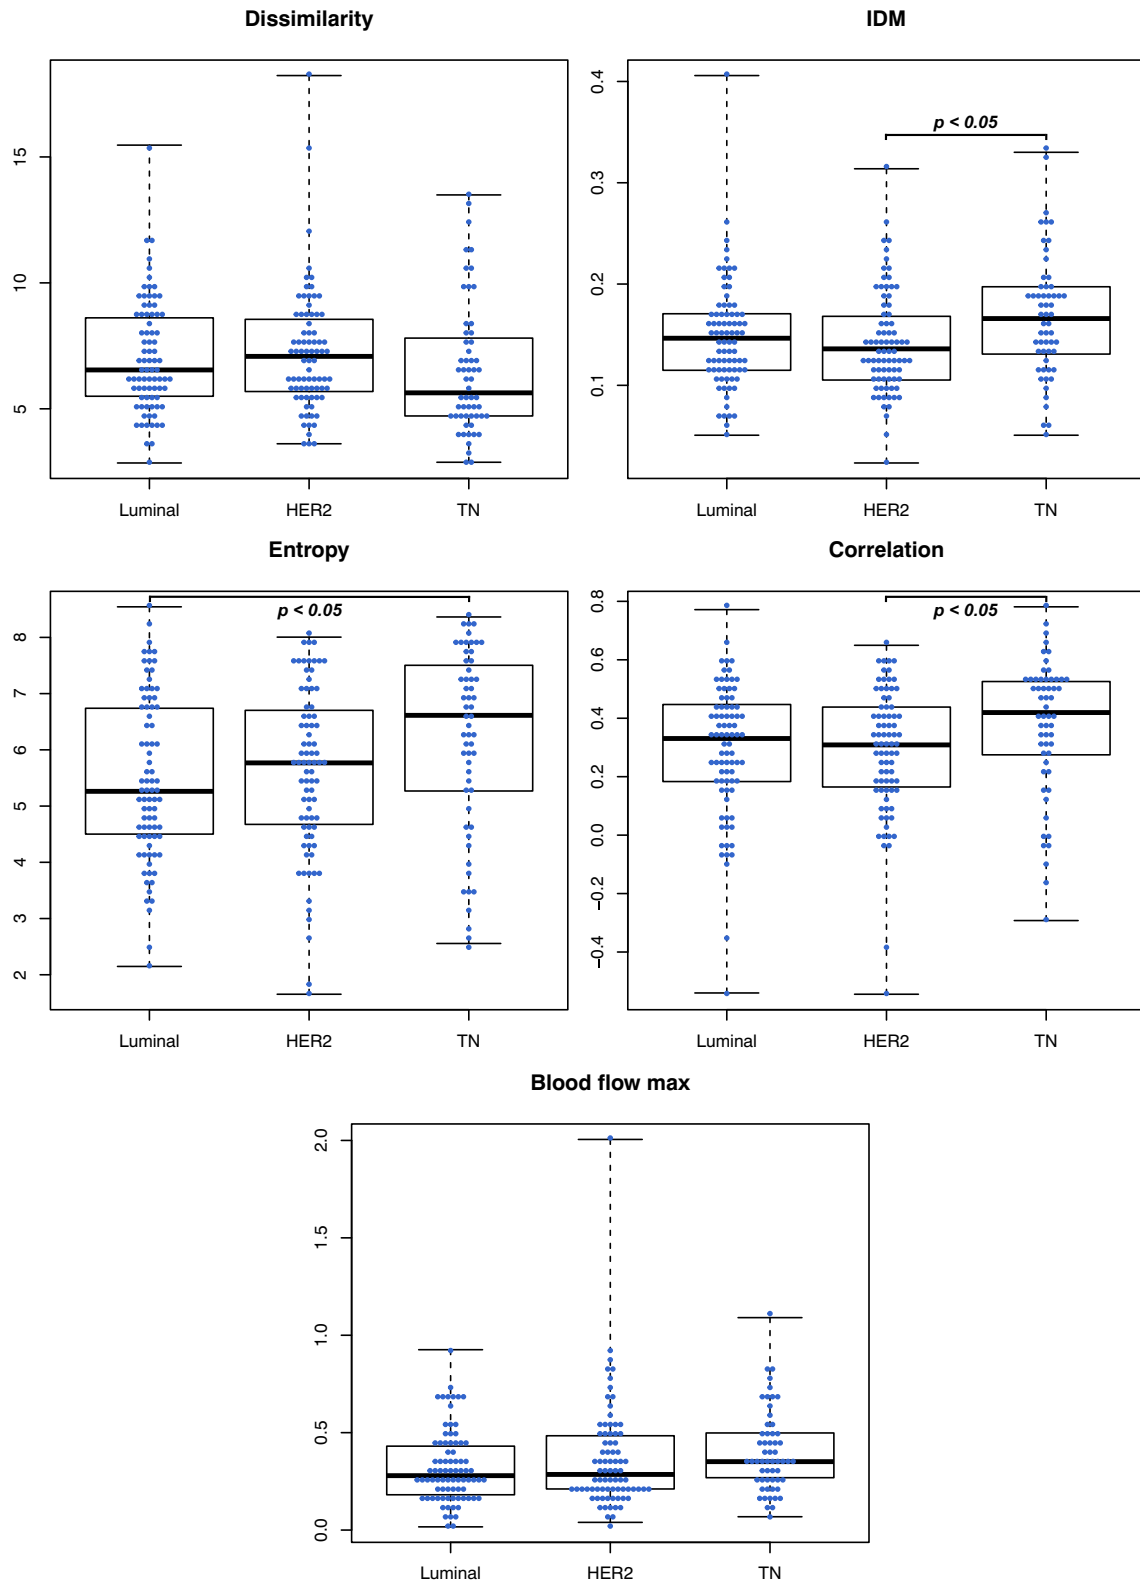 Dissimilarity
15
10
5
Luminal HER2 TN
IDM
0.4
0.3
0.2
0.1
p < 0.05
Luminal HER2 TN
Entropy
8
7
6
5
4
3
2
p < 0.05
Luminal HER2 TN
Correlation
0.8
0.6
0.4
0.2
0.0
−0.2
−0.4
p < 0.05
Luminal HER2 TN
Blood flow max
2.0
1.5
1.0
0.5
0.0
Luminal HER2 TN